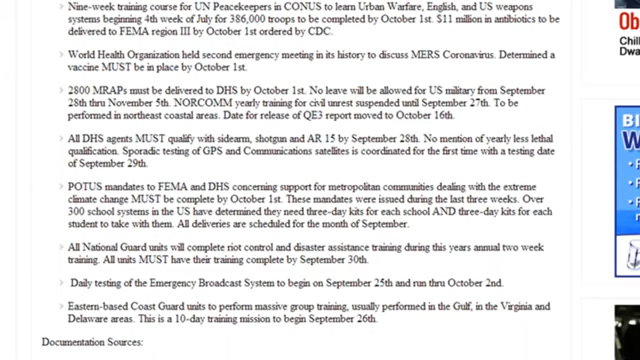 Nine-week training course for UN Peacekeepers in CONUS to learn Urban Warfare, English, and US weapons
systems beginning 4th week of July for 386,000 troops to be completed by October 1st. $11 million in antibiotics to be
delivered to FEMA region III by October 1st ordered by CDC.
World Health Organization held second emergency meeting in its history to discuss MERS Coronavirus. Determined a
vaccine MUST be in place by October 1st.
2800 MRAPs must be delivered to DHS by October 1st. No leave will be allowed for US military from September
28th thru November 5th. NORCOMM yearly training for civil unrest suspended until September 27th. To be
performed in northeast coastal areas. Date for release of QE3 report moved to October 16th.
All DHS agents MUST qualify with sidearm, shotgun and AR 15 by September 28th. No mention of yearly less lethal
qualification. Sporadic testing of GPS and Communications satellites is coordinated for the first time with a testing date
of September 29th.
POTUS mandates to FEMA and DHS concerning support for metropolitan communities dealing with the extreme
climate change MUST be complete by October 1st. These mandates were issued during the last three weeks. Over
300 school systems in the US have determined they need three-day kits for each school AND three-day kits for each
student to take with them. All deliveries are scheduled for the month of September.
All National Guard units will complete riot control and disaster assistance training during this years annual two week
training. All units MUST have their training complete by September 30th.
Daily testing of the Emergency Broadcast System to begin on September 25th and run thru October 2nd.
Eastern-based Coast Guard units to perform massive group training, usually performed in the Gulf, in the Virginia and
Delaware areas. This is a 10-day training mission to begin September 26th.
Documentation Sources:
Ob
Chill
Dwa
BI
W